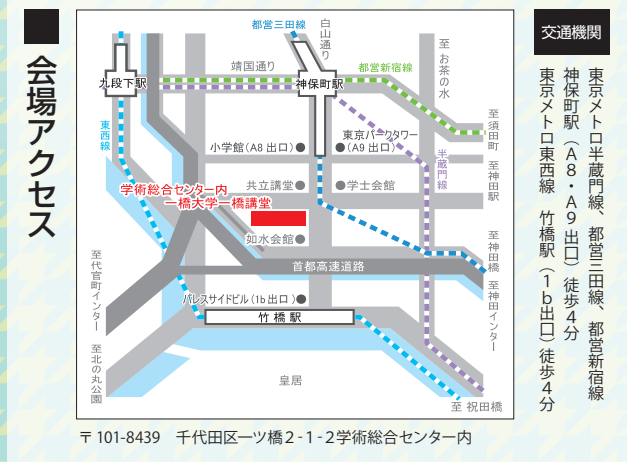 会場アクセス
都営三田線
白山通り
至 お茶の水
靖国通り
都営新宿線
九段下駅
神保町駅
東西線
至 須田町
小学館(A8 出口)
東京パークタワー
(A9 出口)
半蔵門線
至 神田駅
共立講堂
学士会館
学術総合センター内
一橋大学一橋講堂
如水会館
至 神田橋
首都高速道路
至 代官町インター
至 神田インター
パレスサイドビル(1b 出口)
竹橋駅
至 北の丸公園
皇居
至 祝田橋
〒101-8439 千代田区一ツ橋2-1-2学術総合センター内
交通機関
東京メトロ半蔵門線、都営三田線、都営新宿線
神保町駅(A8・A9出口)徒歩4分
東京メトロ東西線 竹橋駅(1b出口)徒歩4分